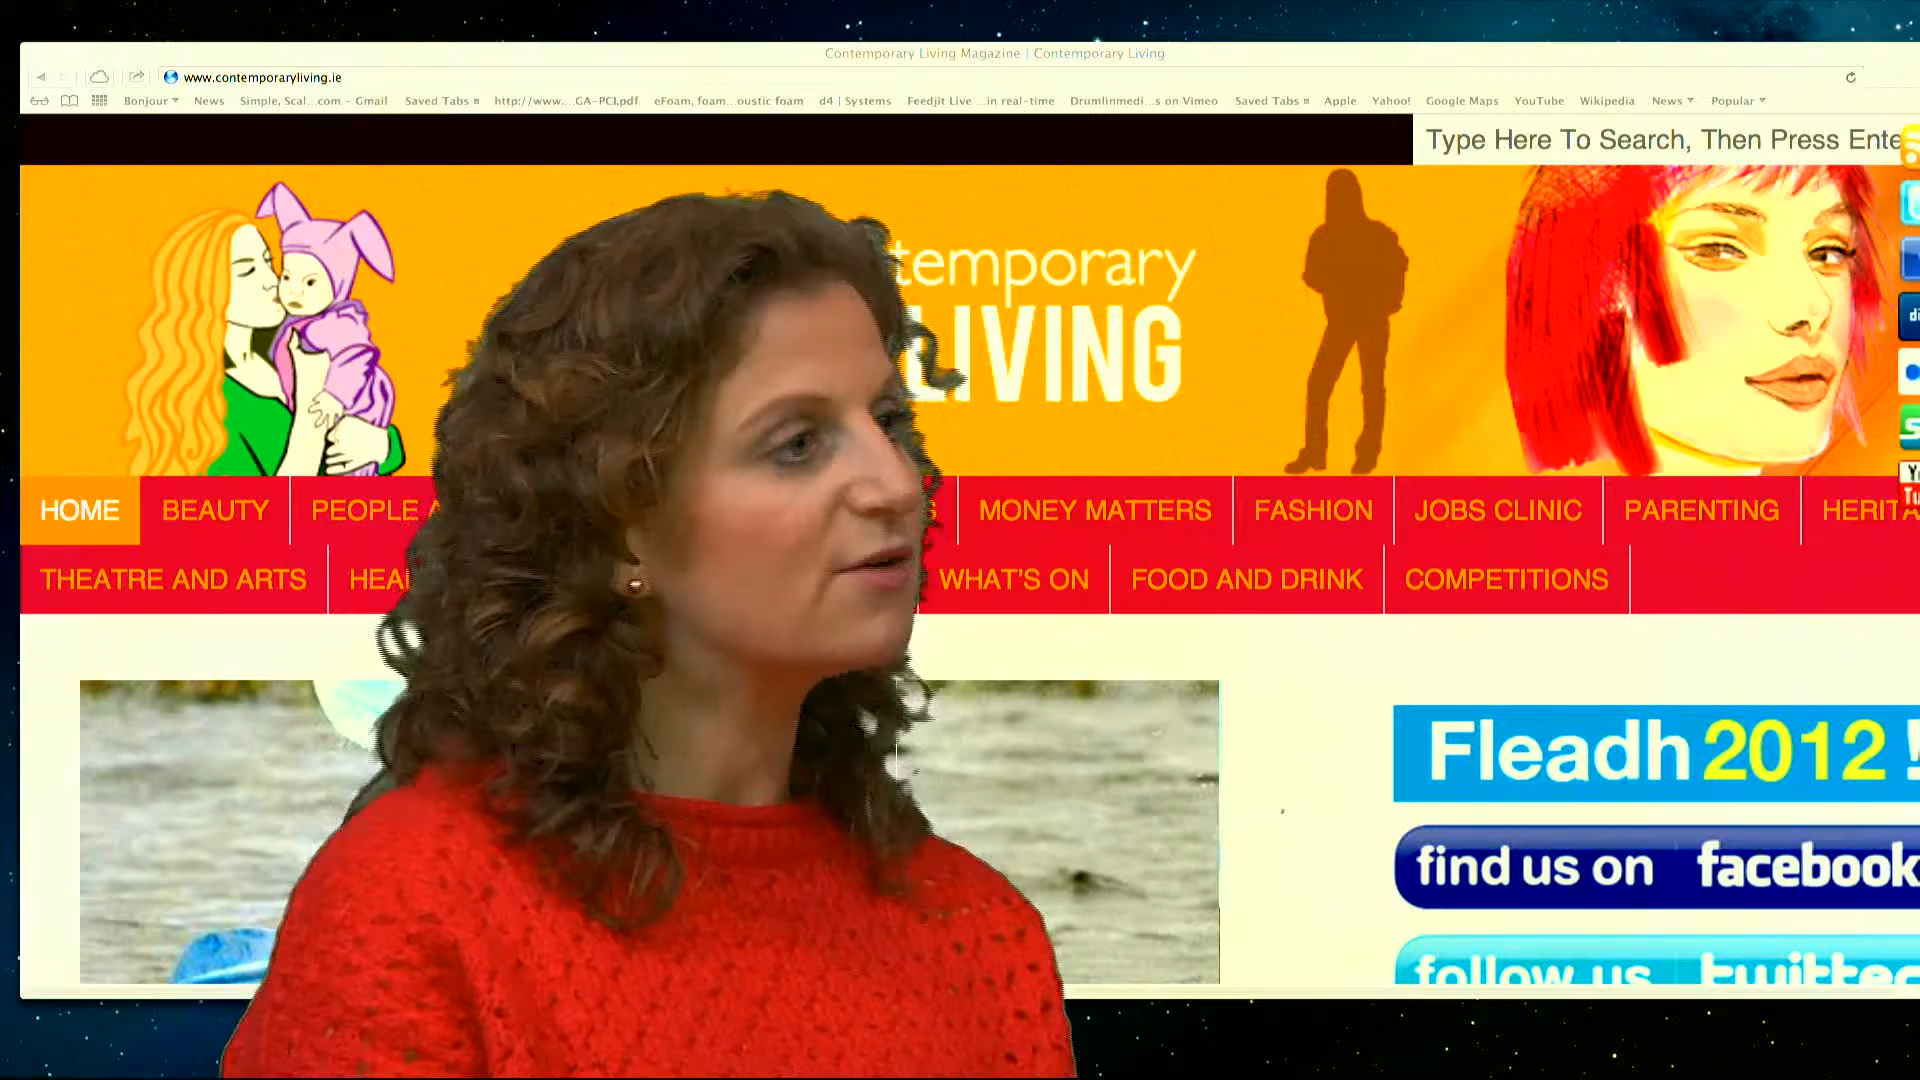 Contemporary Living Magazine | Contemporary Living
www.contemporaryliving.ie
Bonjour News Simple, Scal...com - Gmail Saved Tabs http://www....GA-PCI.pdf eFoam, foam...oustic foam d4 | Systems Feedjit Live ...in real-time Drumlinmedi...s on Vimeo Saved Tabs Apple Yahoo! Google Maps YouTube Wikipedia News Popular
Type Here To Search, Then Press Ente
temporary
LIVING
HOME BEAUTY PEOPLE A S MONEY MATTERS FASHION JOBS CLINIC PARENTING HERITA
THEATRE AND ARTS HEA WHAT'S ON FOOD AND DRINK COMPETITIONS
Fleadh 2012 !
find us on facebook
follow us twitter